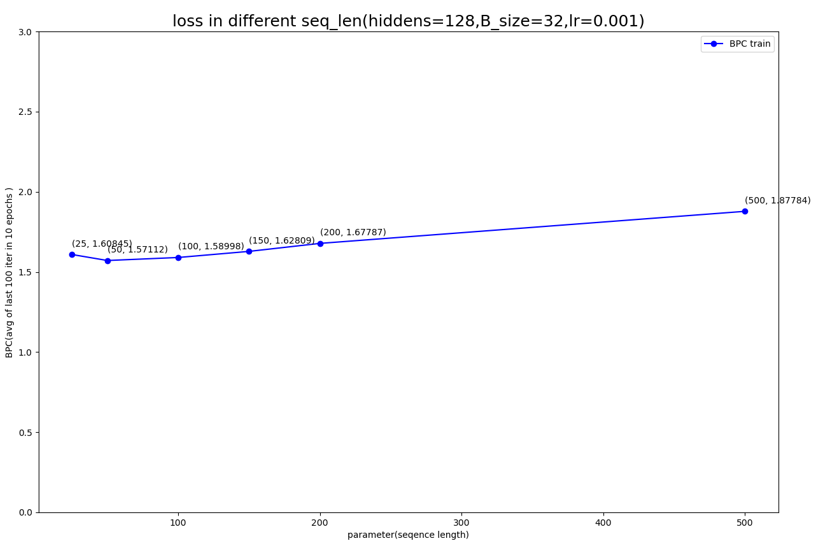 loss in different seq_len(hiddens=128,B_size=32,lr=0.001)
3.0
BPC train
2.5
2.0
(500, 1.87784)
(200, 1.67787)
(150, 1.62809)
(25, 1.60845)
(100, 1.58998)
(50, 1.57112)
1.5
1.0
0.5
0.0
BPC(avg of last 100 iter in 10 epochs )
100 200 300 400 500
parameter(seqence length)